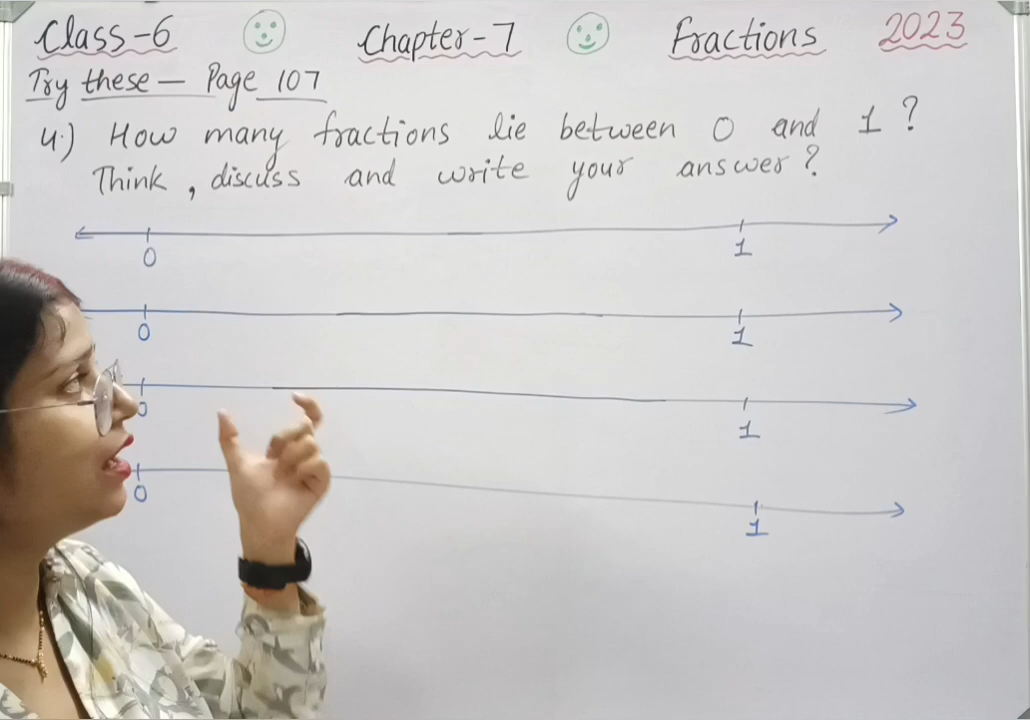 Class-6 Chapter-7 Fractions 2023
Try these — Page 107
4.) How many fractions lie between 0 and 1 ?
Think , discuss and write your answer ?
0 1
0 1
0 1
0 1